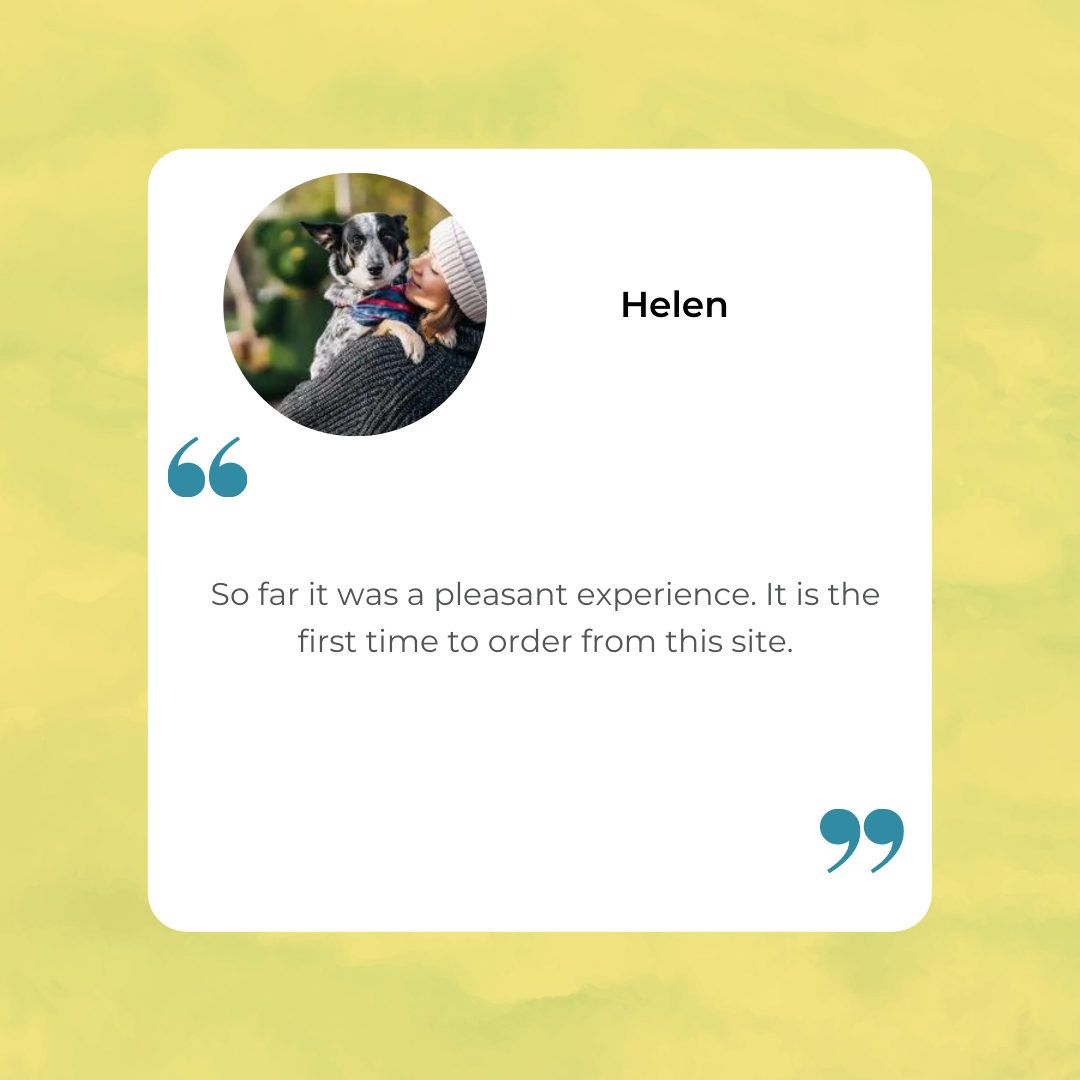 Helen
“
So far it was a pleasant experience. It is the
first time to order from this site.
”